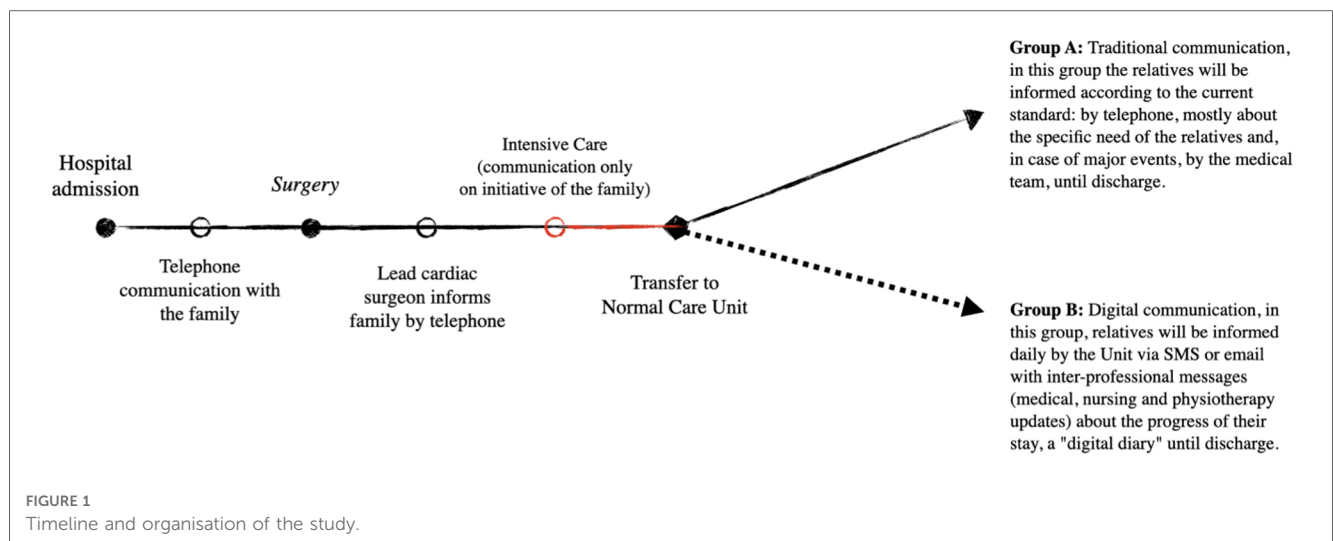 Hospital
admission
Telephone
communication with
the family
Surgery
Lead cardiac
surgeon informs
family by telephone
Intensive Care
(communication only
on initiative of the family)
Transfer to
Normal Care Unit
Group A: Traditional communication,
in this group the relatives will be
informed according to the current
standard: by telephone, mostly about
the specific need of the relatives and,
in case of major events, by the medical
team, until discharge.
Group B: Digital communication, in
this group, relatives will be informed
daily by the Unit via SMS or email
with inter-professional messages
(medical, nursing and physiotherapy
updates) about the progress of their
stay, a "digital diary" until discharge.
FIGURE 1
Timeline and organisation of the study.